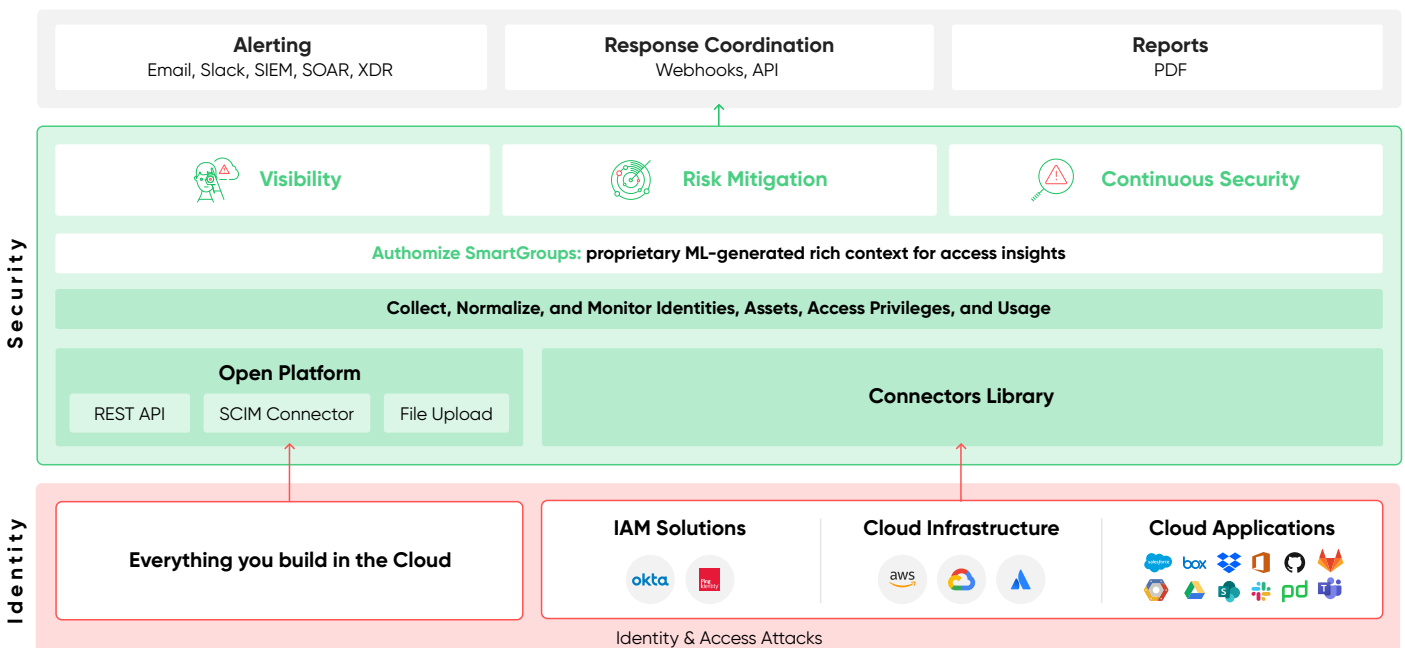 Alerting
Email, Slack, SIEM, SOAR, XDR
Response Coordination
Webhooks, API
Reports
PDF
Security
Visibility
Risk Mitigation
Continuous Security
Authomize SmartGroups: proprietary ML-generated rich context for access insights
Collect, Normalize, and Monitor Identities, Assets, Access Privileges, and Usage
Open Platform
REST API
SCIM Connector
File Upload
Connectors Library
Identity
Everything you build in the Cloud
IAM Solutions
okta
Ping
Identity
Cloud Infrastructure
aws
Cloud Applications
salesforce
box
S
pd
T
Identity & Access Attacks